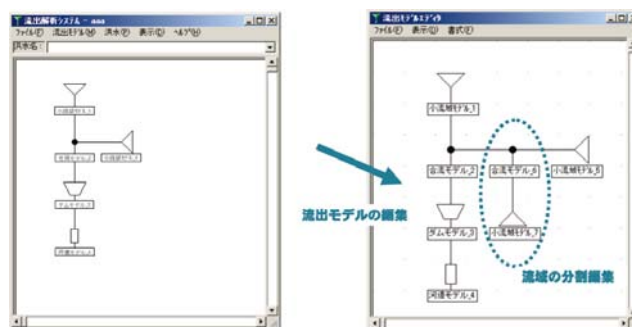 流出解析システム - aaa
ファイル(F) 流出モデル(M) 洪水(P) 表示(D) ヘルプ(H)
洪水名:
流出モデルの編集
流出モデルエディタ
ファイル(F) 表示(D) 書式(F)
小流域モデル_1
合流モデル_2
合流モデル_6
小流域モデル_5
ダムモデル_3
小流域モデル_7
河道モデル_4
流域の分割編集